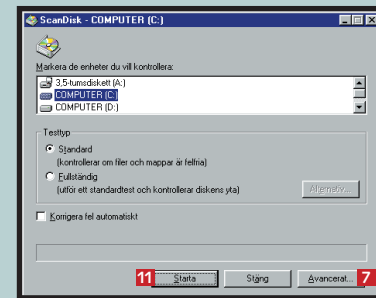 ScanDisk - COMPUTER (C:)
Markera de enheter du vill kontrollera:
3,5-tumsdiskett (A:)
COMPUTER (C:)
COMPUTER (D:)
Testtyp
Standard
(kontrollerar om filer och mappar är felfria)
Fullständig
(utför ett standardtest och kontrollerar diskens yta)
Alternativ...
Korrigera fel automatiskt
11 Starta Stäng Avancerat... 7